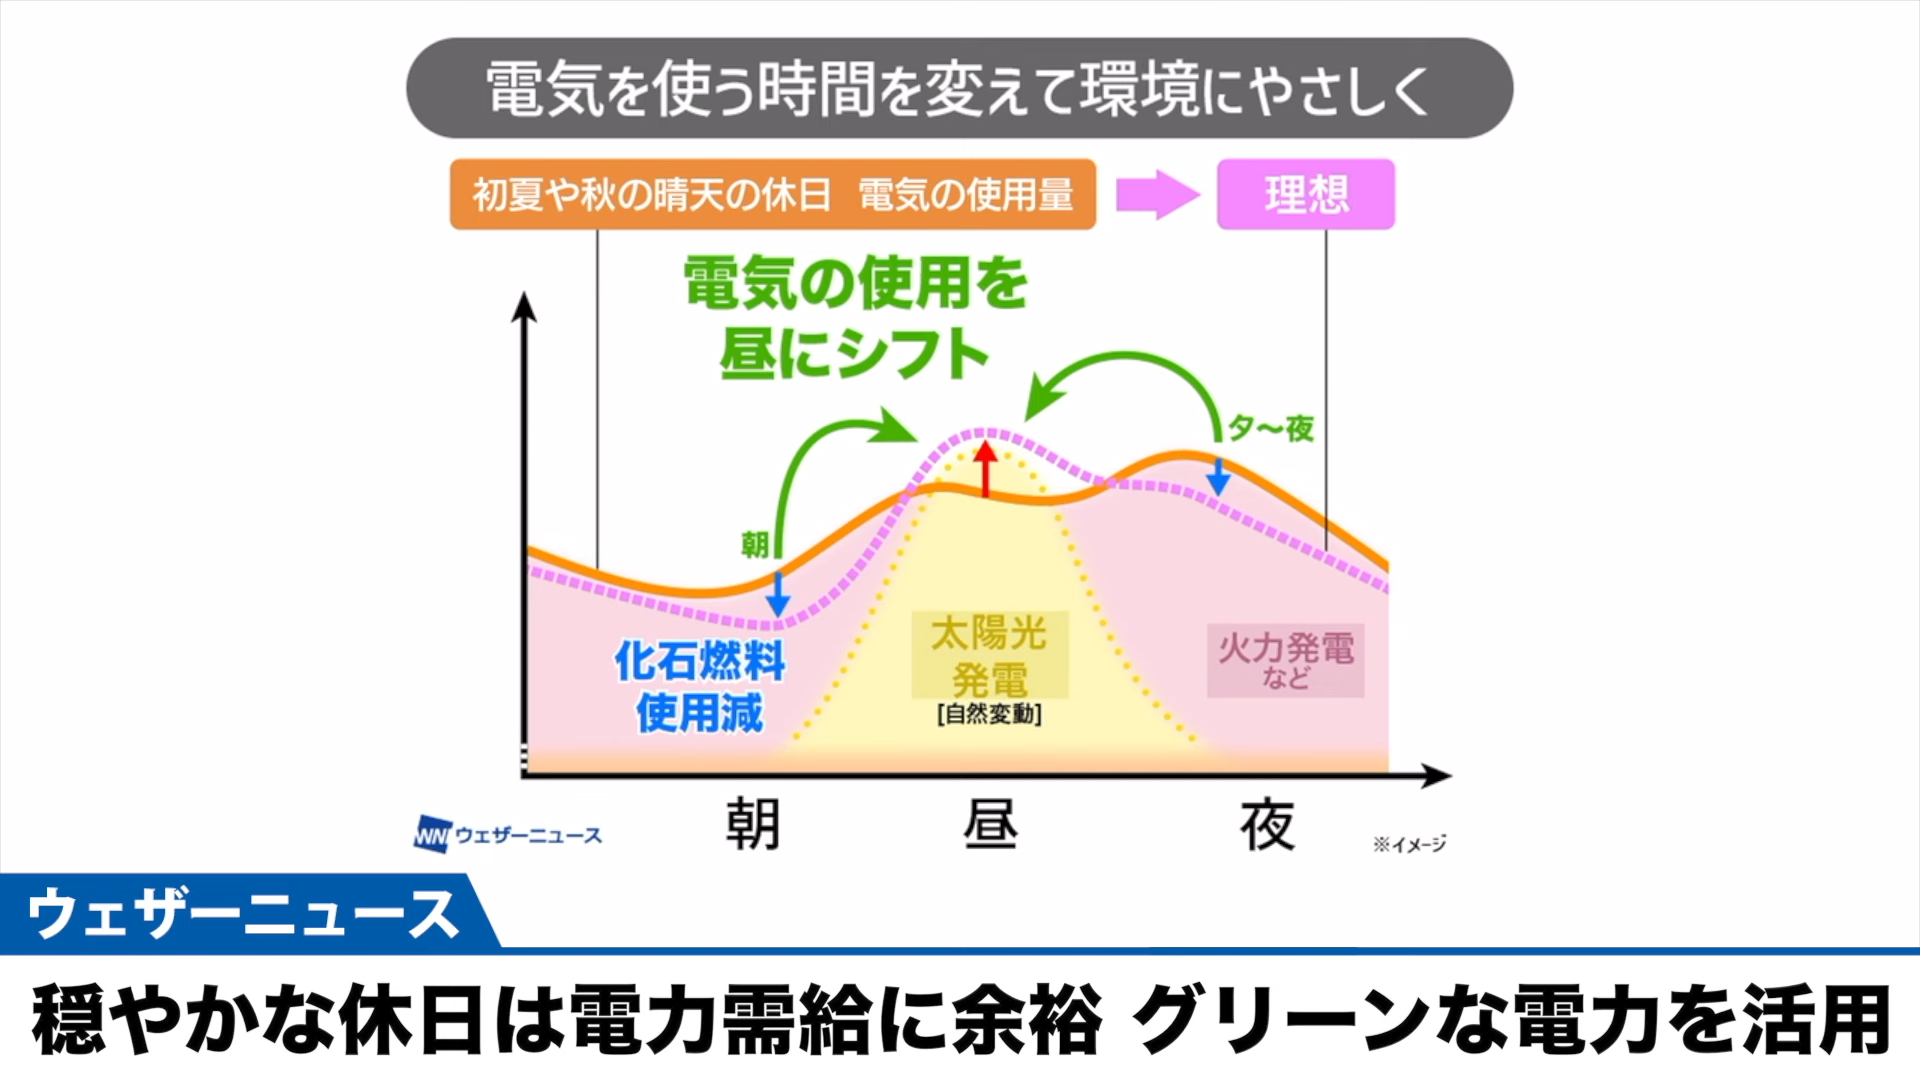 電気を使う時間を変えて環境にやさしく
初夏や秋の晴天の休日 電気の使用量
理想
電気の使用を
昼にシフト
夕〜夜
朝
化石燃料
使用減
太陽光
発電
[自然変動]
火力発電
など
朝
昼
夜
※イメージ
WNI ウェザーニュース
ウェザーニュース
穏やかな休日は電力需給に余裕 グリーンな電力を活用